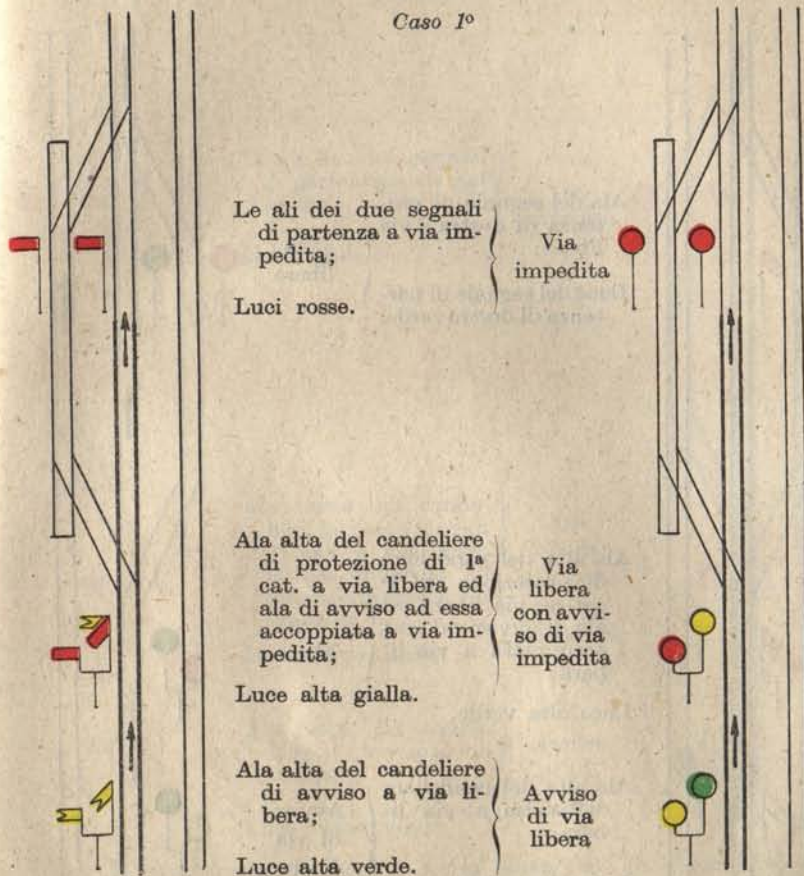 Caso 1º
Le ali dei due segnali
di partenza a via im-
pedita;
Luci rosse.
Via
impedita
Ala alta del candeliere
di protezione di 1ª
cat. a via libera ed
ala di avviso ad essa
accoppiata a via im-
pedita;
Luce alta gialla.
Via
libera
con avvi-
so di via
impedita
Ala alta del candeliere
di avviso a via li-
bera;
Luce alta verde.
Avviso
di via
libera